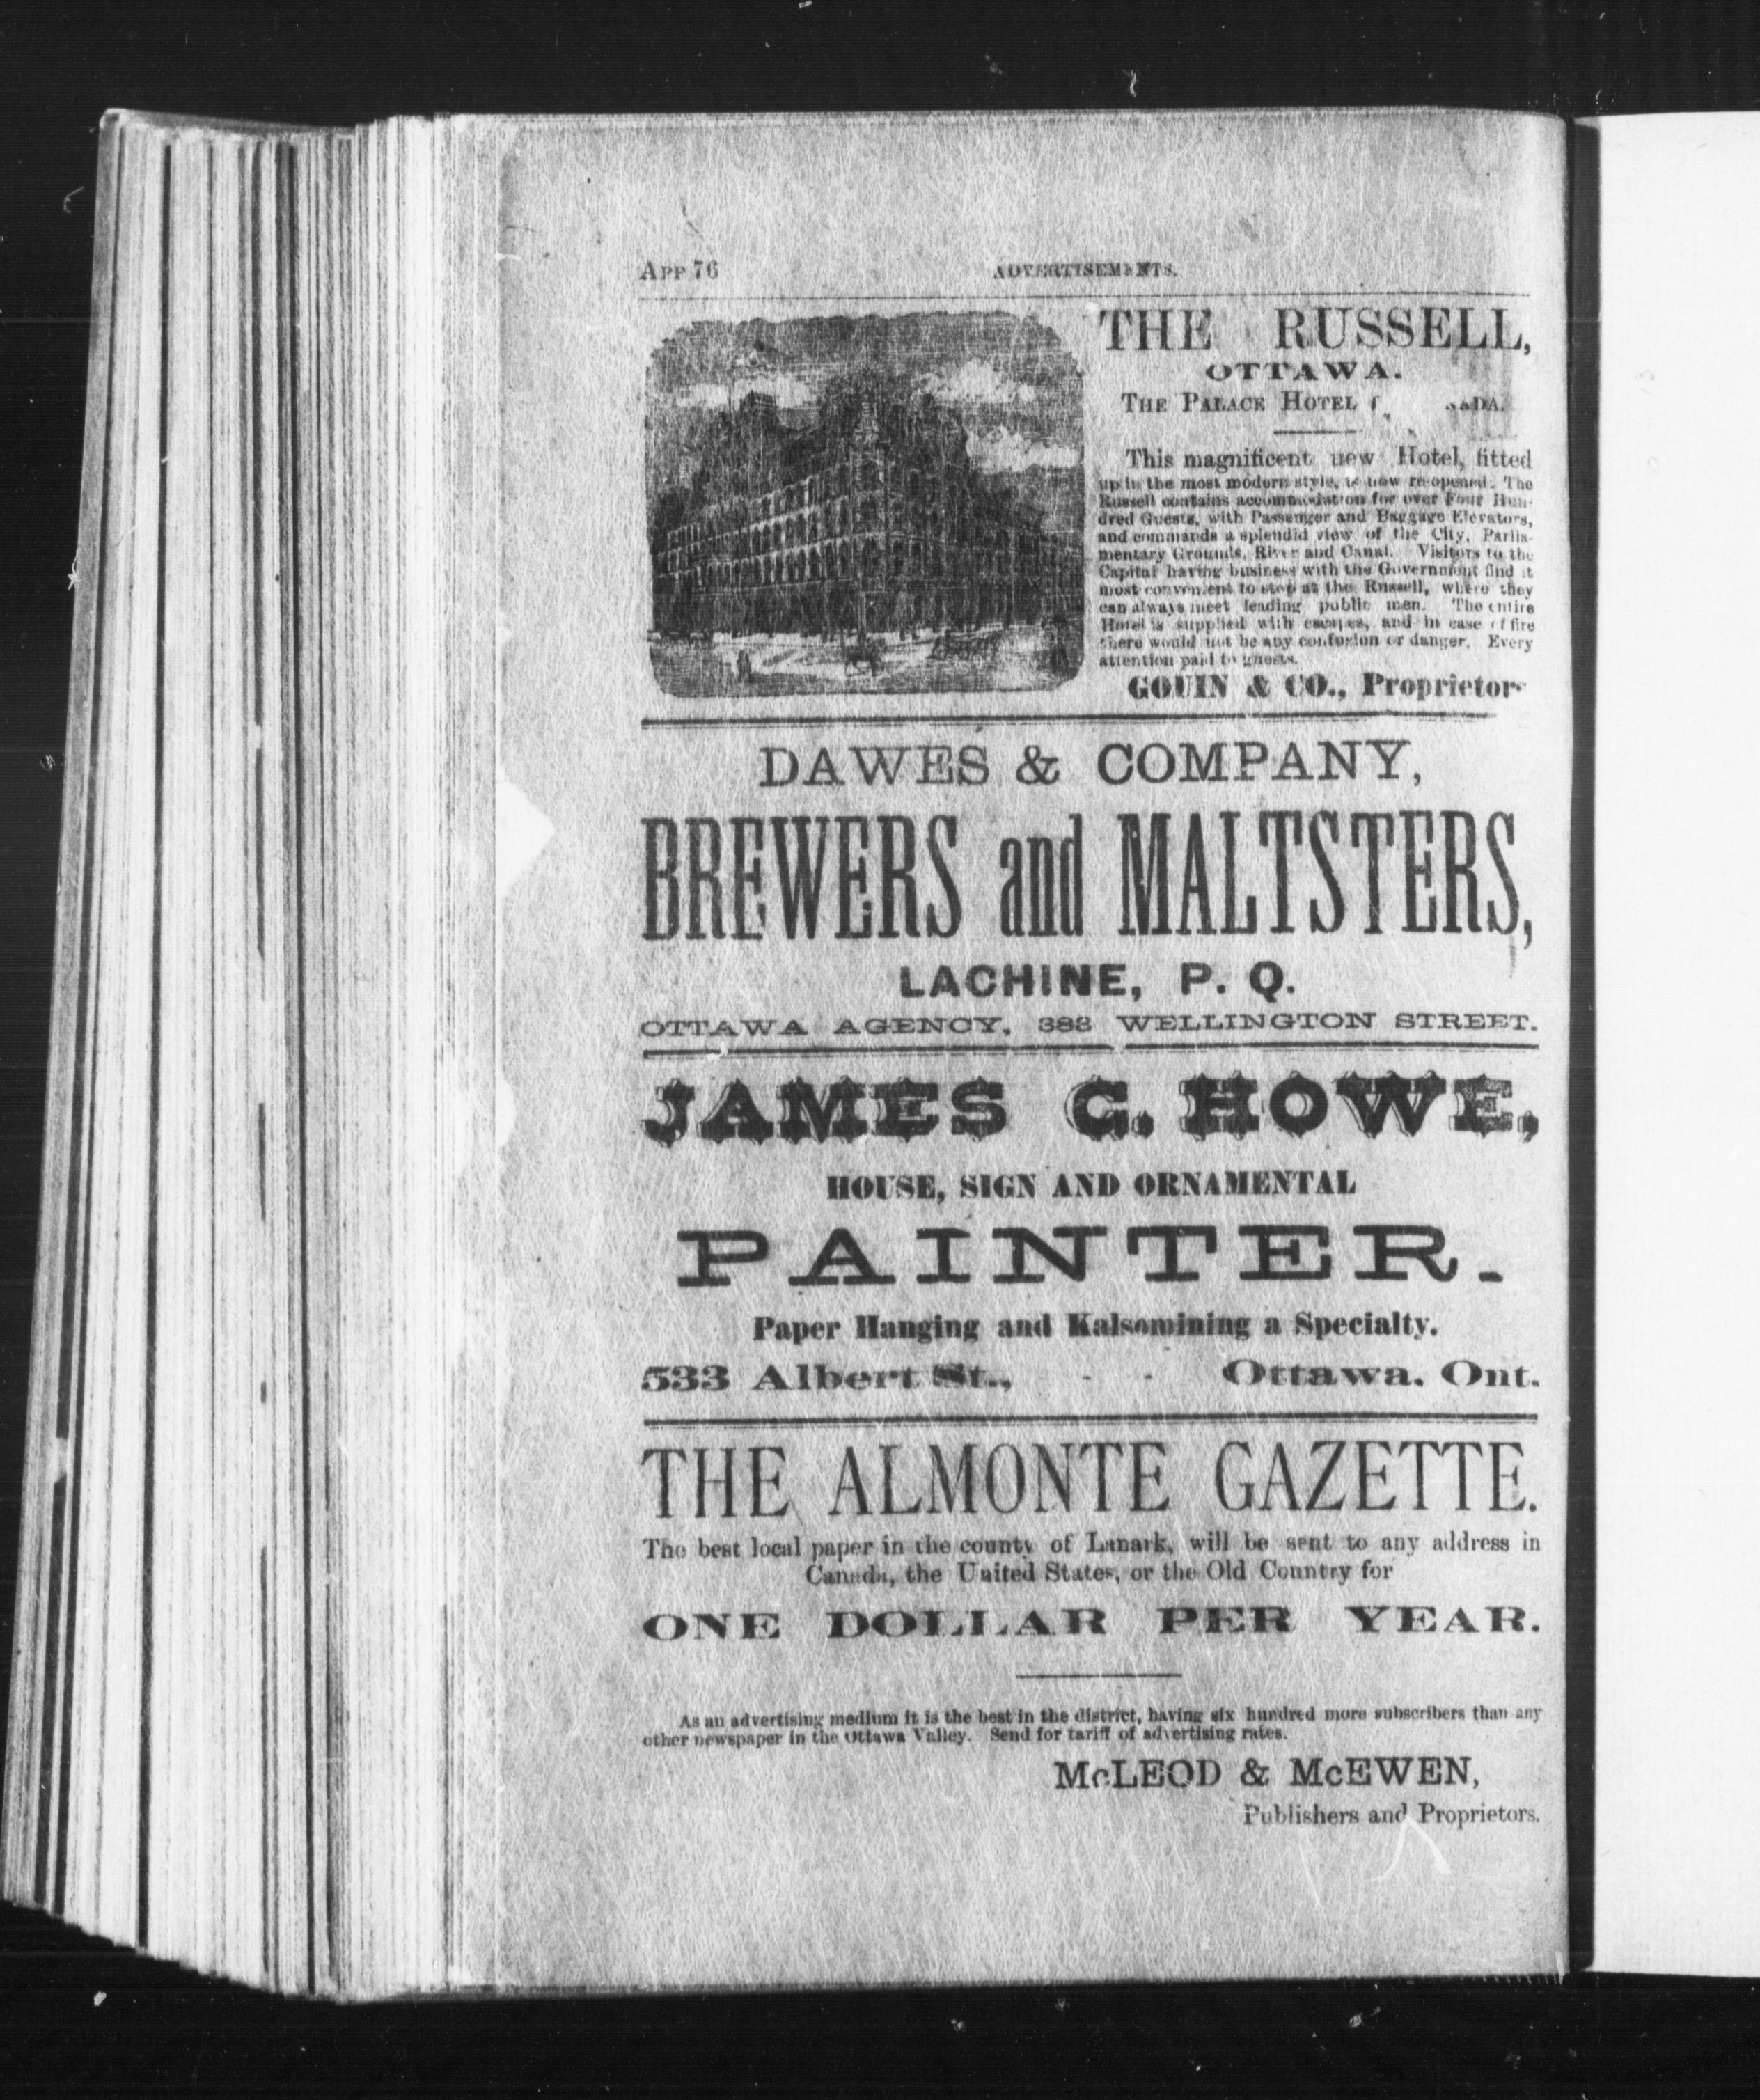 APP 76
ADVERTISEMENTS.
THE RUSSELL,
OTTAWA.
THE PALACE HOTEL
This magnificent new Hotel, fitted
up in the most modern style, is now re-opened. The
Russell contains accommodation for over Four Hun-
dred Guests, with Passenger and Baggage Elevators,
and commands a splendid view of the City, Parlia-
mentary Grounds, River and Canal. Visitors to the
Capital having business with the Government find it
most convenient to stop at the Russell, where they
can always meet leading public men. The entire
Hotel is supplied with escapes, and in case of fire
there would not be any confusion or danger. Every
attention paid to guests.
GOUIN & CO., Proprietor
DAWES & COMPANY,
BREWERS and MALTSTERS,
LACHINE, P. Q.
OTTAWA AGENCY, 383 WELLINGTON STREET.
JAMES C. HOWE,
HOUSE, SIGN AND ORNAMENTAL
PAINTER.
Paper Hanging and Kalsomining a Specialty.
533 Albert St., - - Ottawa, Ont.
THE ALMONTE GAZETTE.
The best local paper in the county of Lanark, will be sent to any address in
Canada, the United States, or the Old Country for
ONE DOLLAR PER YEAR.
As an advertising medium it is the best in the district, having six hundred more subscribers than any
other newspaper in the Ottawa Valley. Send for tariff of advertising rates.
McLEOD & McEWEN,
Publishers and Proprietors.